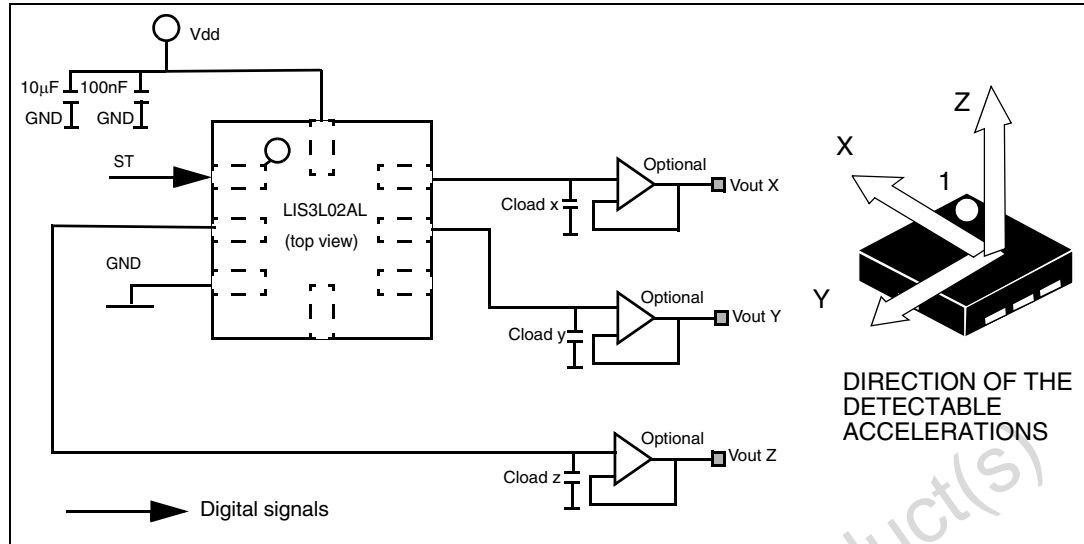 Vdd
10µF
100nF
GND
GND
ST
LIS3L02AL
(top view)
GND
Optional
Vout X
Cload x
Optional
Vout Y
Cload y
Optional
Vout Z
Cload z
Digital signals
Z
X
1
Y
DIRECTION OF THE
DETECTABLE
ACCELERATIONS
duct(s)